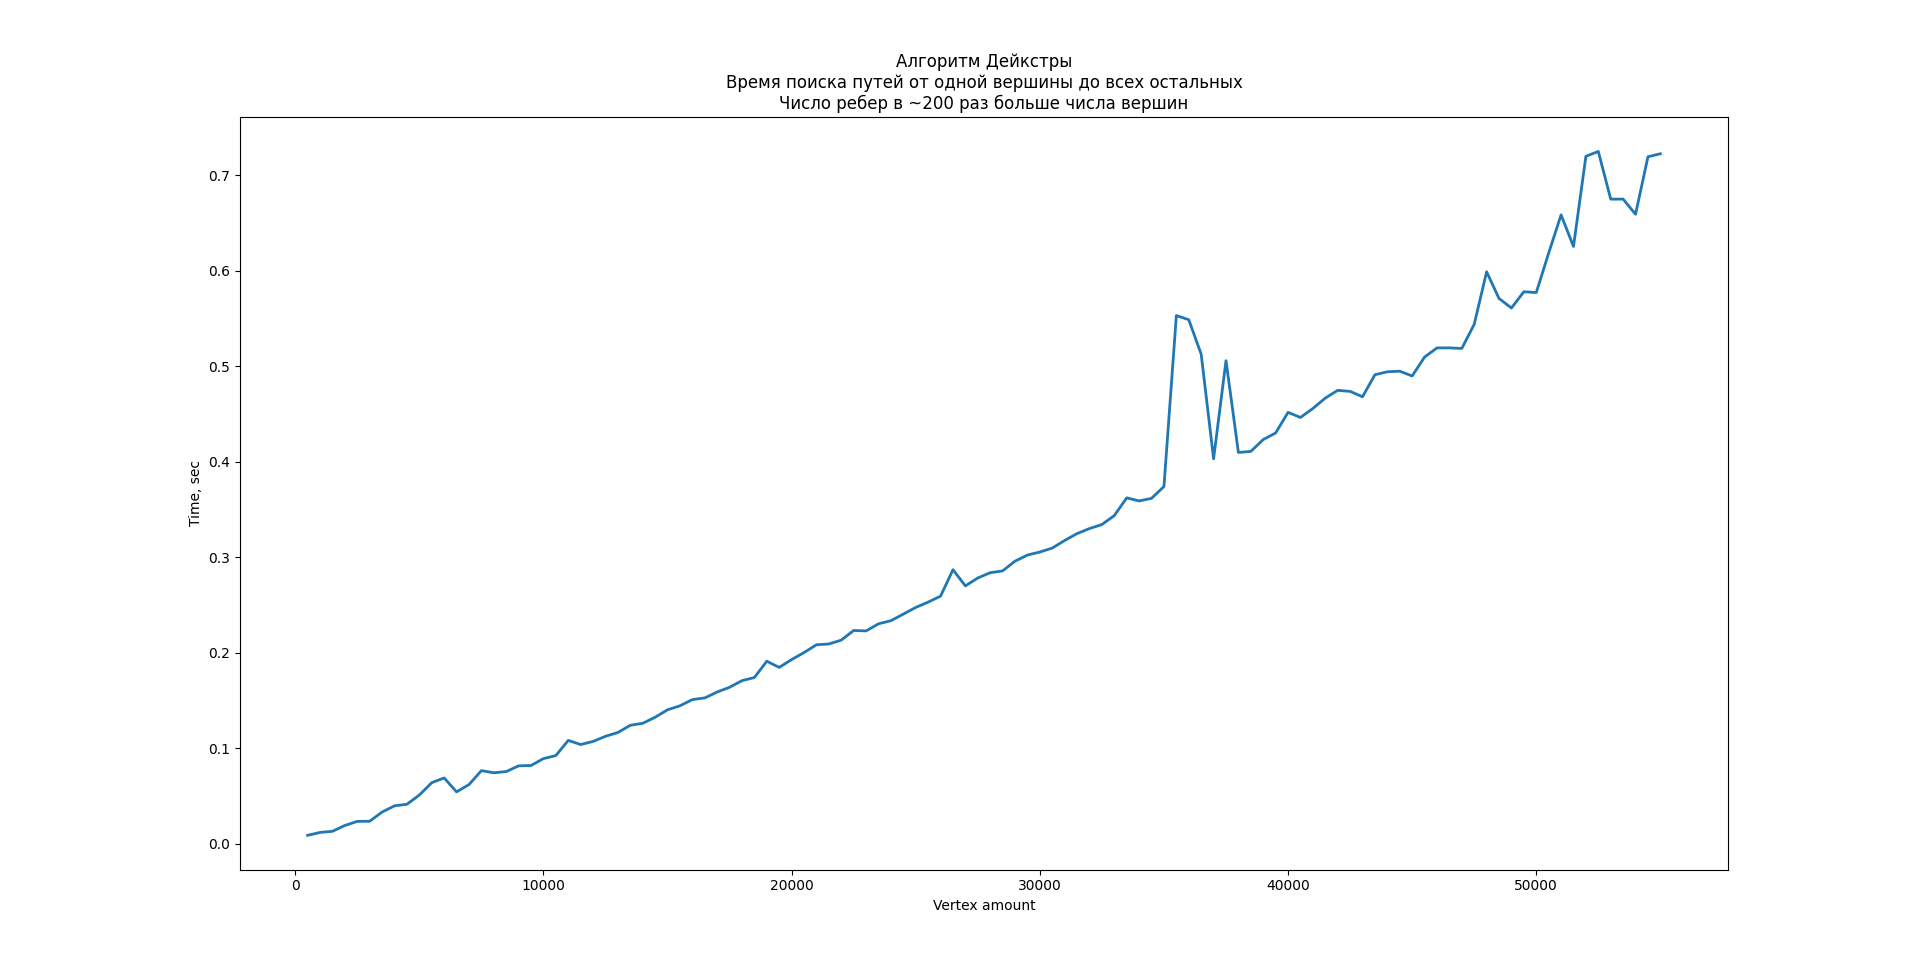 Алгоритм Дейкстры
Время поиска путей от одной вершины до всех остальных
Число ребер в ~200 раз больше числа вершин
Time, sec
0.7
0.6
0.5
0.4
0.3
0.2
0.1
0.0
0 10000 20000 30000 40000 50000
Vertex amount